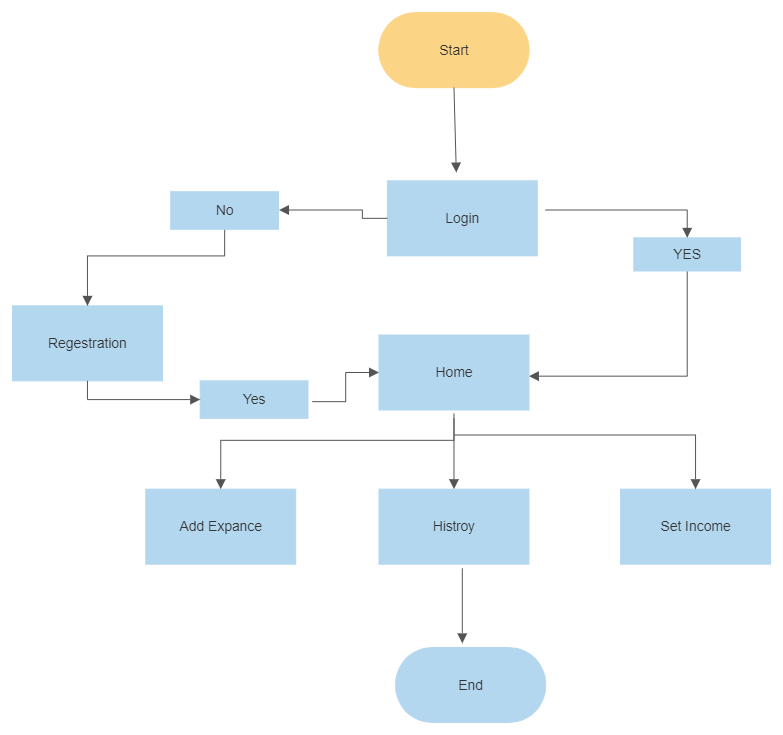 Start
No
Login
YES
Regestration
Home
Yes
Add Expance
Histroy
Set Income
End